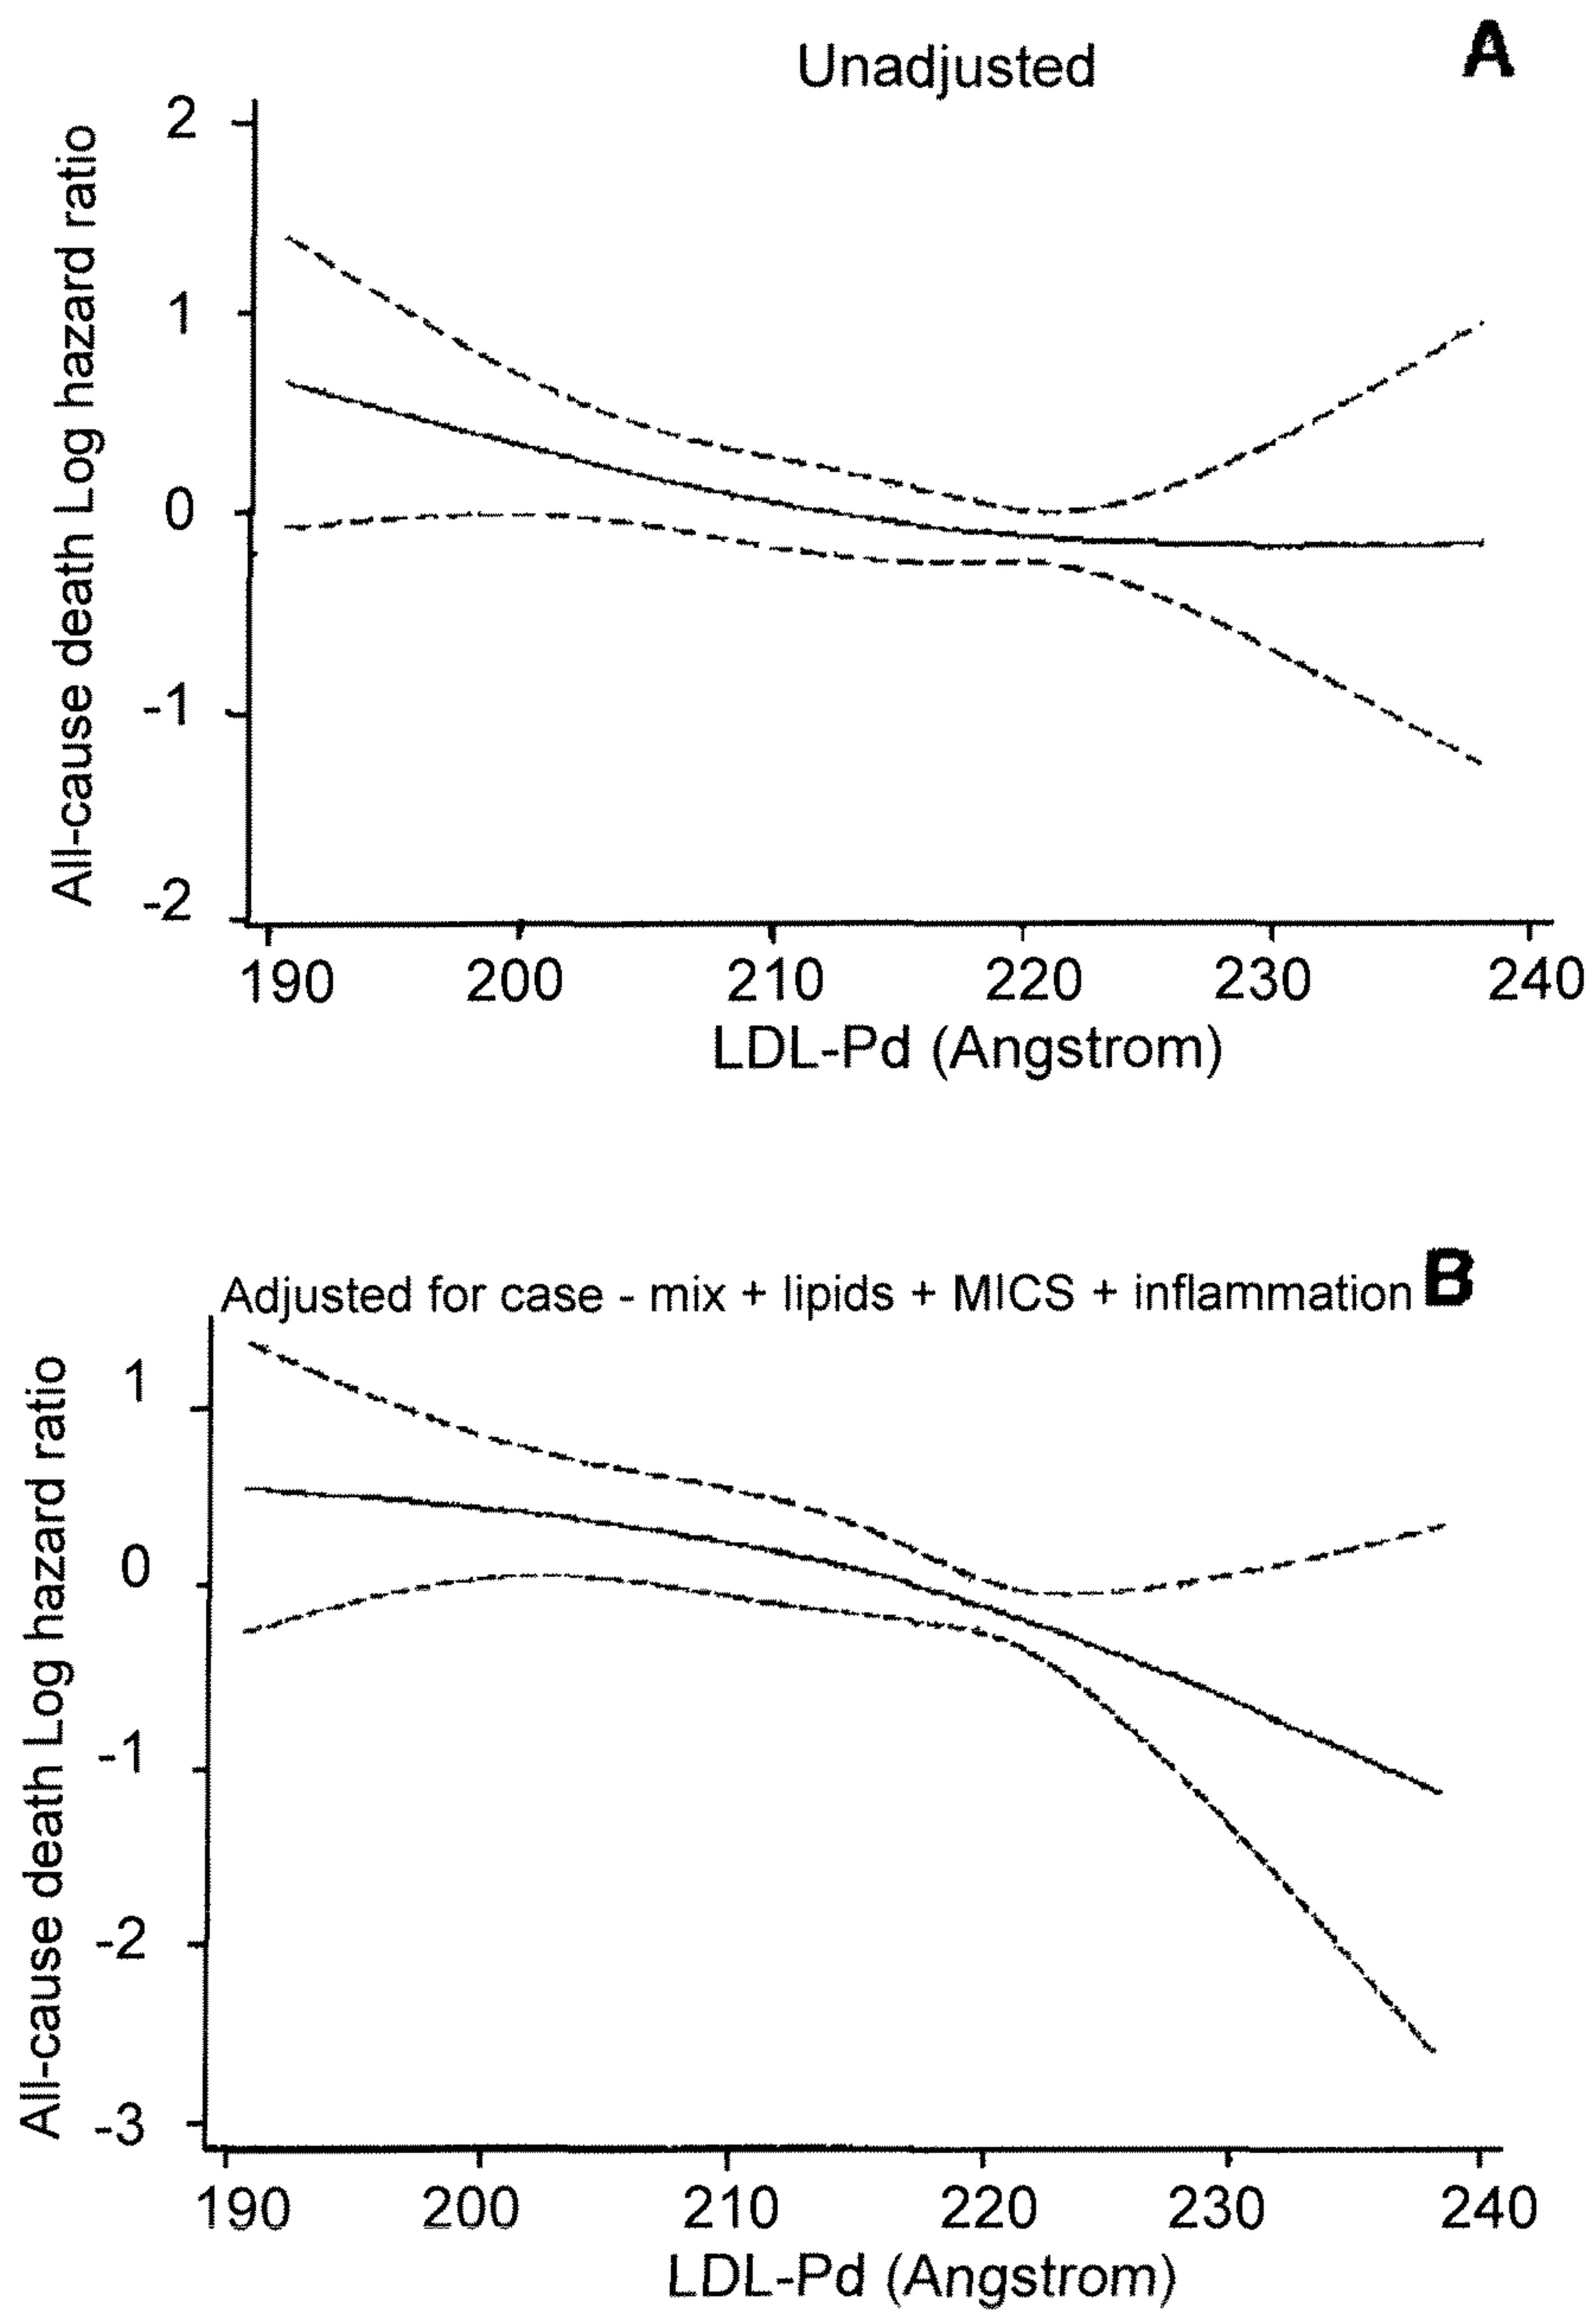 Unadjusted A
All-cause death Log hazard ratio
2
1
0
-1
-2
190 200 210 220 230 240
LDL-Pd (Angstrom)
Adjusted for case - mix + lipids + MICS + inflammation B
All-cause death Log hazard ratio
1
0
-1
-2
-3
190 200 210 220 230 240
LDL-Pd (Angstrom)